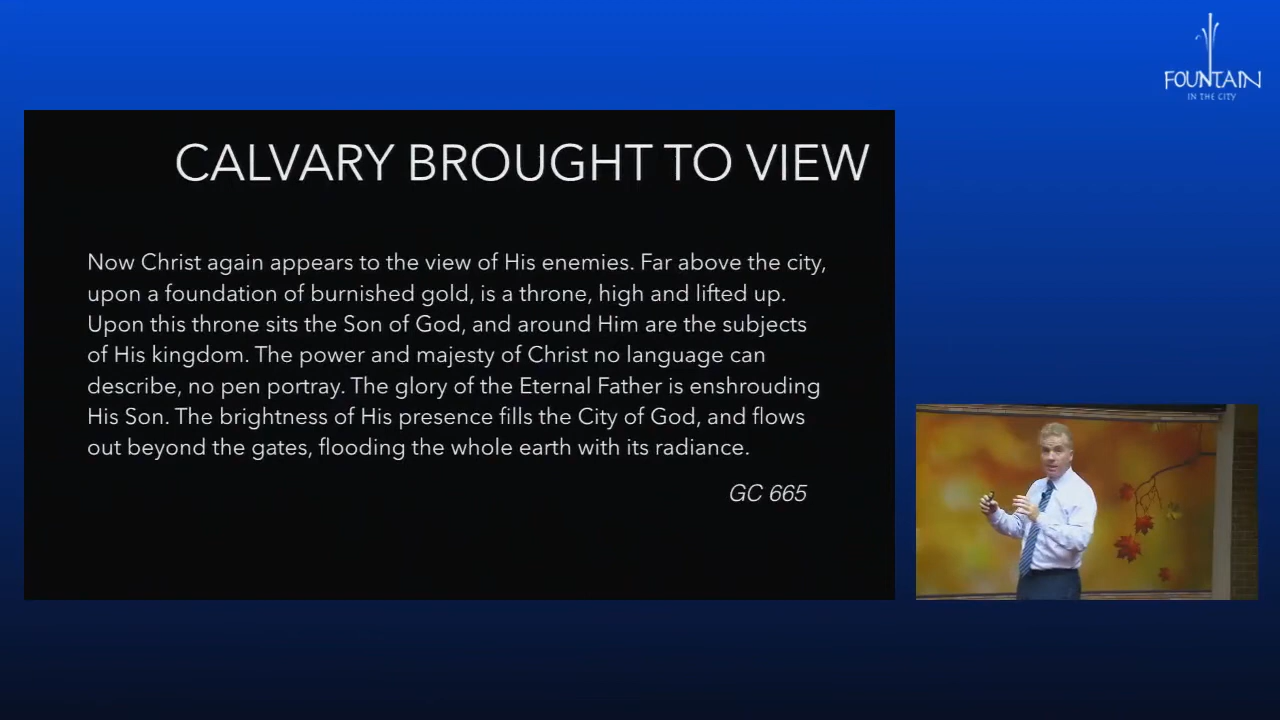 FOUNTAIN
IN THE CITY
CALVARY BROUGHT TO VIEW
Now Christ again appears to the view of His enemies. Far above the city,
upon a foundation of burnished gold, is a throne, high and lifted up.
Upon this throne sits the Son of God, and around Him are the subjects
of His kingdom. The power and majesty of Christ no language can
describe, no pen portray. The glory of the Eternal Father is enshrouding
His Son. The brightness of His presence fills the City of God, and flows
out beyond the gates, flooding the whole earth with its radiance.
GC 665